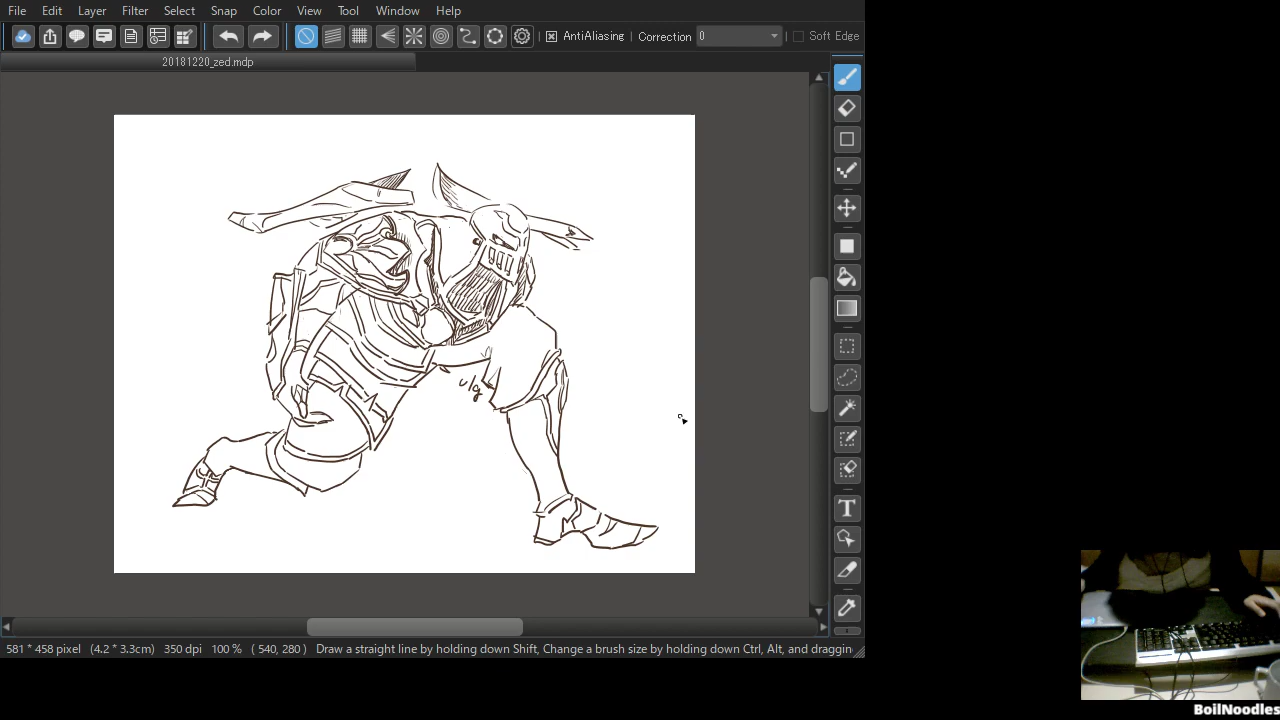 File Edit Layer Filter Select Snap Color View Tool Window Help
AntiAliasing Correction 0 Soft Edge
20181220_zed.mdp
T
581 * 458 pixel (4.2 * 3.3cm) 350 dpi 100 % ( 540, 280 ) Draw a straight line by holding down Shift, Change a brush size by holding down Ctrl, Alt, and draggin
BoilNoodles